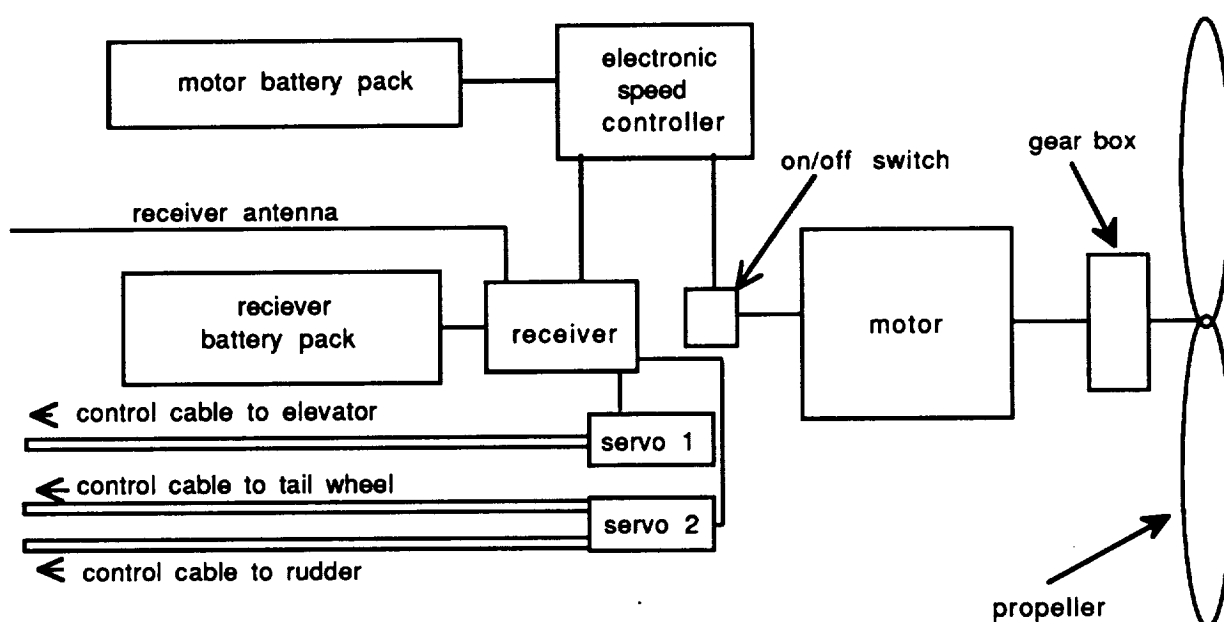 motor battery pack
electronic
speed
controller
on/off switch
gear box
receiver antenna
reciever
battery pack
receiver
motor
control cable to elevator
servo 1
control cable to tail wheel
servo 2
control cable to rudder
propeller